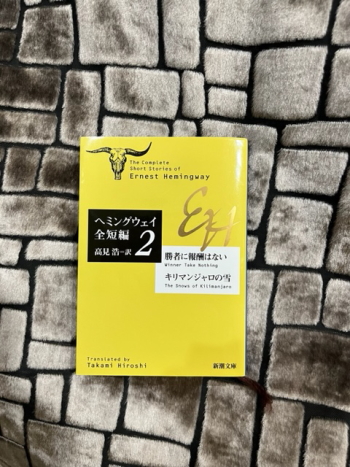 The Complete
Short Stories of
Ernest Hemingway
EH
ヘミングウェイ
全短編 2
高見 浩=訳
勝者に報酬はない
Winner Take Nothing
キリマンジャロの雪
The Snows of Kilimanjaro
Translated by
Takami Hiroshi
新潮文庫